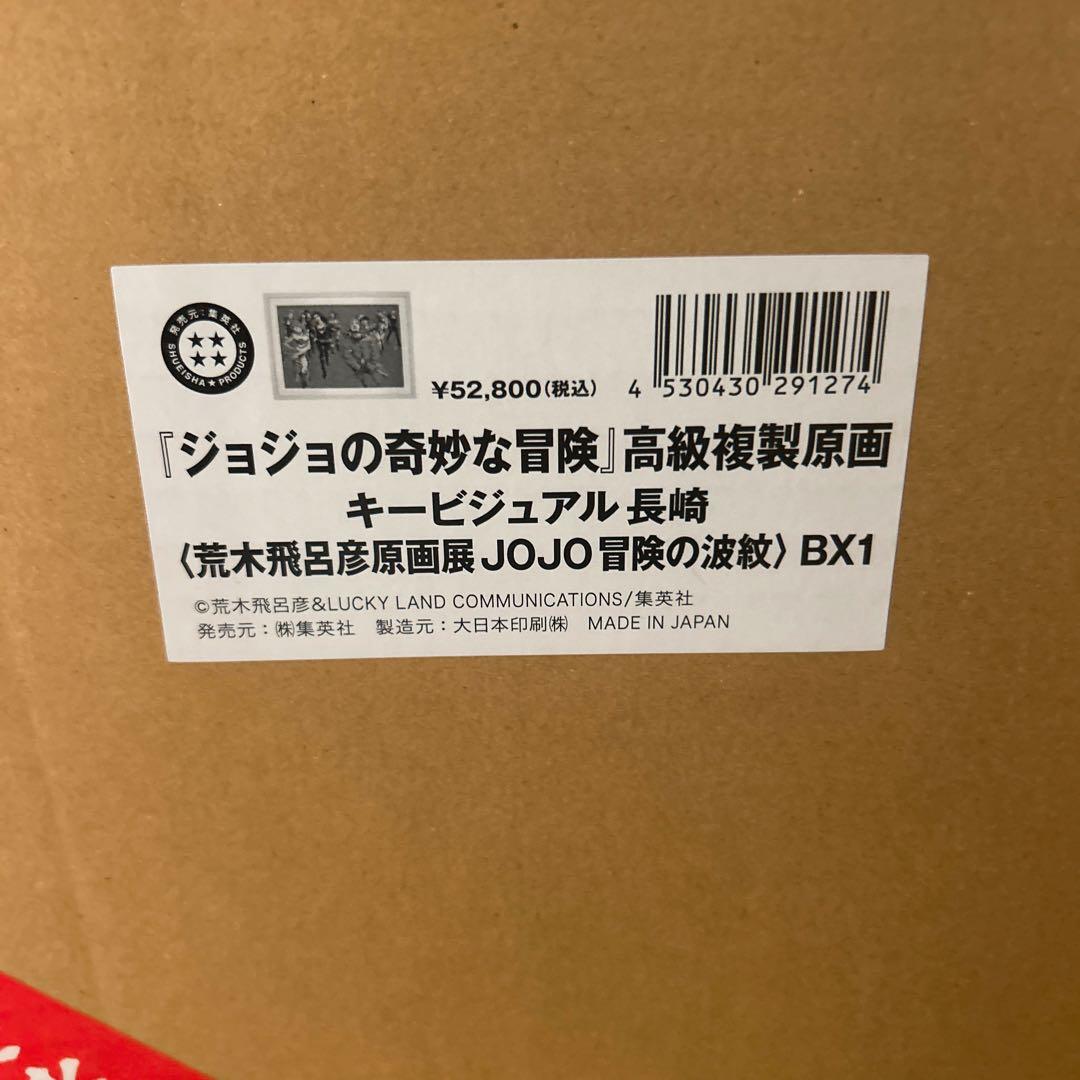 発売元:集英社
SHUEISHA★PRODUCTS
¥52,800(税込)
4 530430 291274
『ジョジョの奇妙な冒険』高級複製原画
キービジュアル 長崎
〈荒木飛呂彦原画展 JOJO 冒険の波紋〉 BX1
©荒木飛呂彦&LUCKY LAND COMMUNICATIONS/集英社
発売元:㈱集英社　製造元:大日本印刷㈱　MADE IN JAPAN